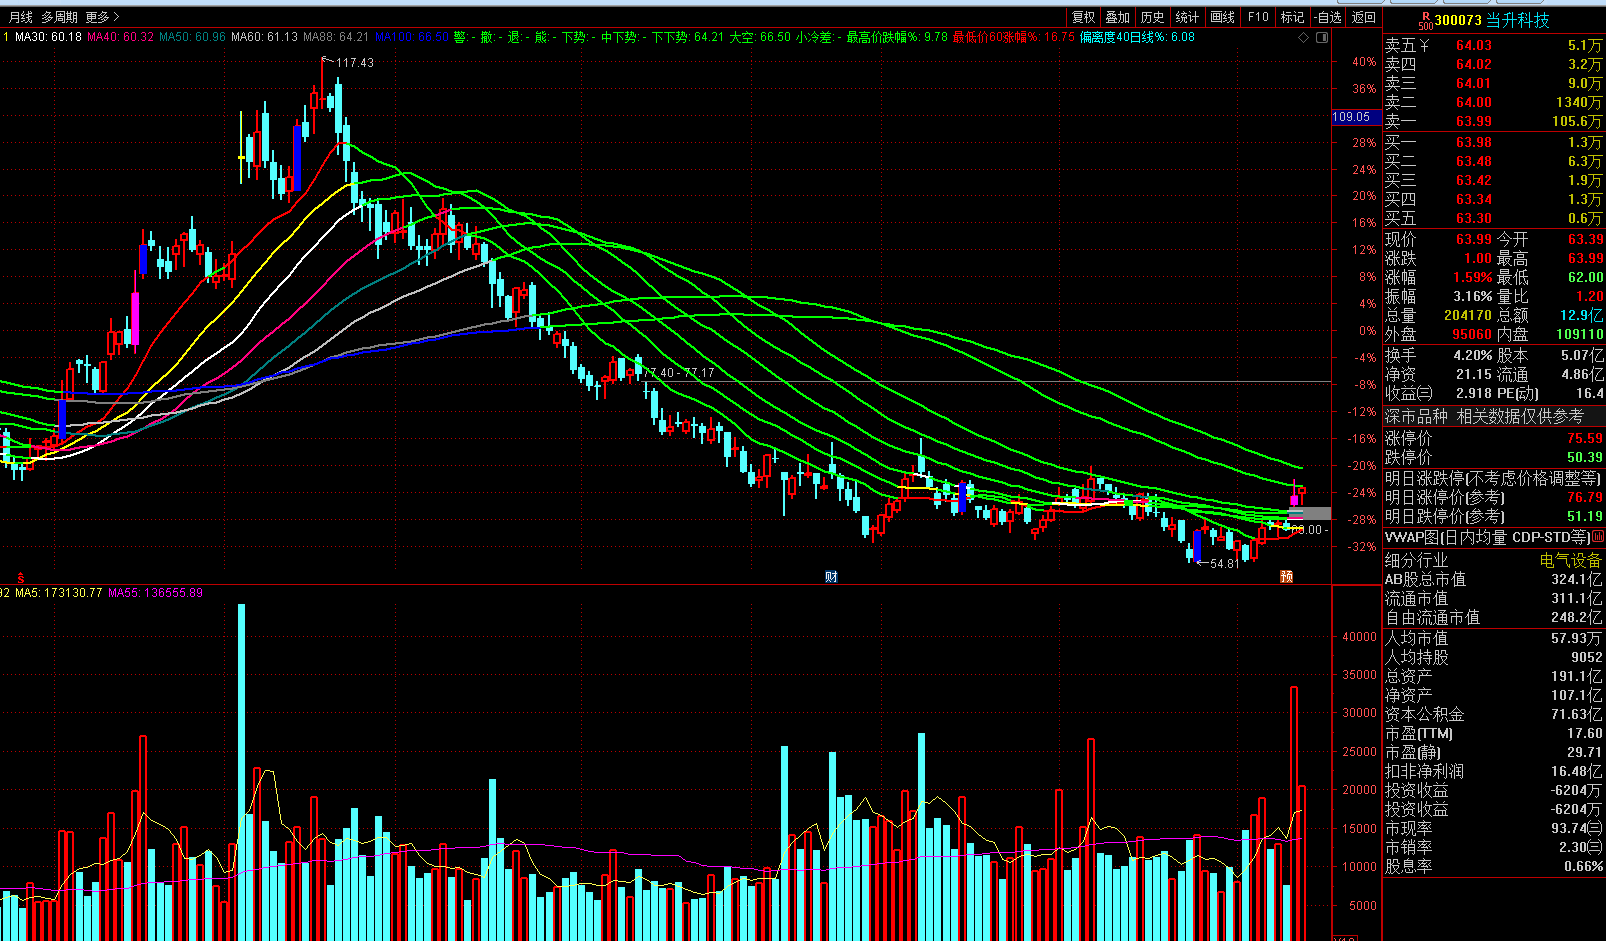 月线 多周期 更多
复权 叠加 历史 统计 画线 F10 标记 -自选 返回
1 MA30: 60.18 MA40: 60.32 MA50: 60.96 MA60: 61.13 MA88: 64.21 MA100: 66.50 警: - 撤: - 退: - 熊: - 下势: - 中下势: - 下下势: 64.21 大空: 66.50 小冷差: - 最高价跌幅%: 9.78 最低价60涨幅%: 16.75 偏离度40日线%: 6.08
117.43
77.40 - 77.17
54.81
财
预
40%
36%
109.05
28%
24%
20%
16%
12%
8%
4%
0%
-4%
-8%
-12%
-16%
-20%
-24%
-28%
-32%
92 MA5: 173130.77 MA55: 136555.89
40000
35000
30000
25000
20000
15000
10000
5000
R
500
300073 当升科技
卖五 ¥ 64.03 5.1万
卖四 64.02 3.2万
卖三 64.01 9.0万
卖二 64.00 1340万
卖一 63.99 105.6万
买一 63.98 1.3万
买二 63.48 6.3万
买三 63.42 1.9万
买四 63.34 1.3万
买五 63.30 0.6万
现价 63.99 今开 63.39
涨跌 1.00 最高 63.99
涨幅 1.59% 最低 62.00
振幅 3.16% 量比 1.20
总量 204170 总额 12.9亿
外盘 95060 内盘 109110
换手 4.20% 股本 5.07亿
净资 21.15 流通 4.86亿
收益㈢ 2.918 PE(动) 16.4
深市品种 相关数据仅供参考
涨停价 75.59
跌停价 50.39
明日涨跌停(不考虑价格调整等)
明日涨停价(参考) 76.79
明日跌停价(参考) 51.19
VWAP图(日内均量 CDP-STD等)
细分行业 电气设备
AB股总市值 324.1亿
流通市值 311.1亿
自由流通市值 248.2亿
人均市值 57.93万
人均持股 9052
总资产 191.1亿
净资产 107.1亿
资本公积金 71.63亿
市盈(TTM) 17.60
市盈(静) 29.71
扣非净利润 16.48亿
投资收益 -6204万
投资收益 -6204万
市现率 93.74㈢
市销率 2.30㈢
股息率 0.66%